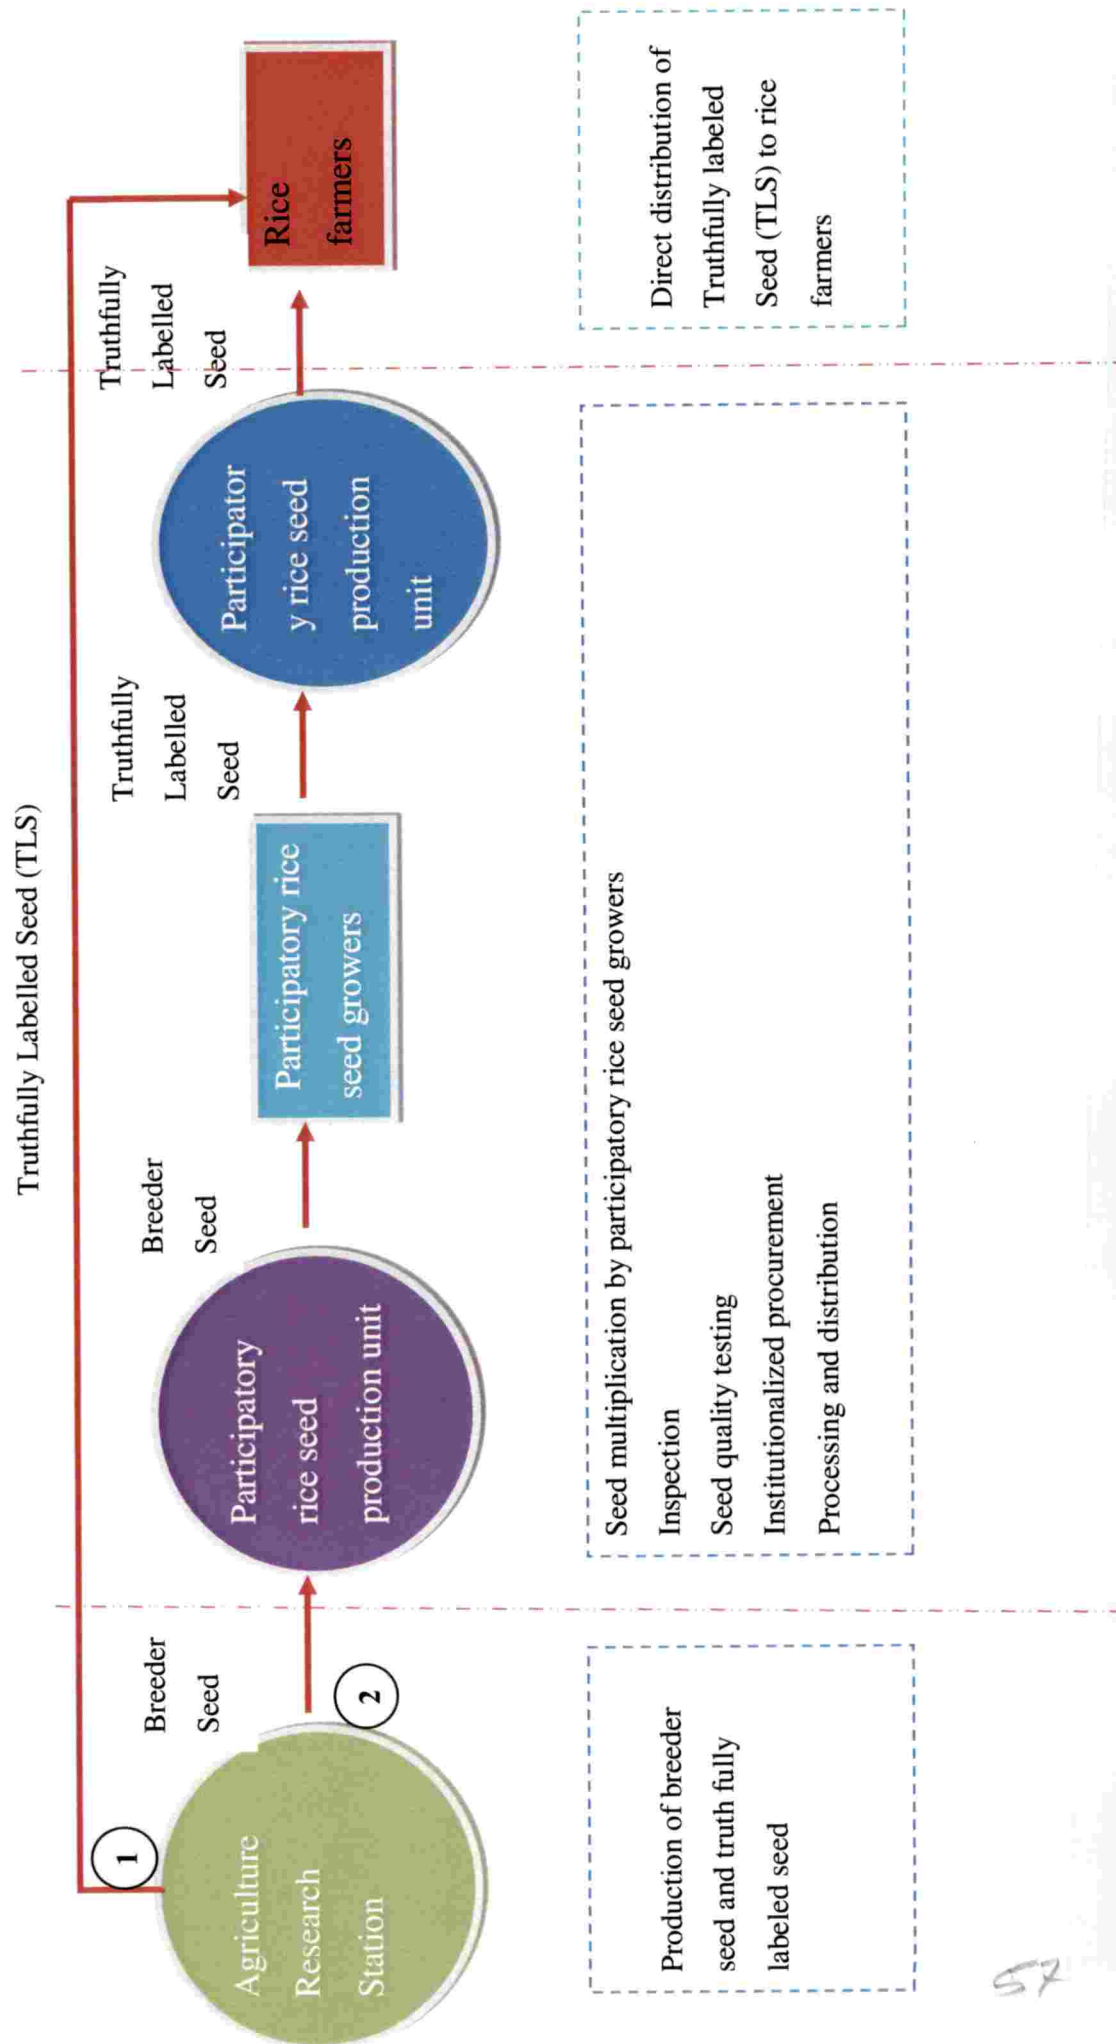 Truthfully Labelled Seed (TLS)
1
Agriculture
Research
Station
2
Breeder
Seed
Participatory
rice seed
production unit
Breeder
Seed
Participatory rice
seed growers
Truthfully
Labelled
Seed
Participator
y rice seed
production
unit
Truthfully
Labelled
Seed
Rice
farmers
Production of breeder
seed and truth fully
labeled seed
Seed multiplication by participatory rice seed growers
Inspection
Seed quality testing
Institutionalized procurement
Processing and distribution
Direct distribution of
Truthfully labeled
Seed (TLS) to rice
farmers
57